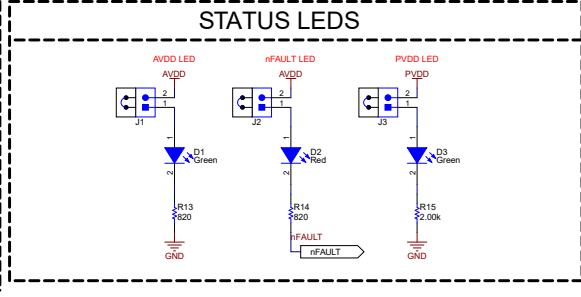 STATUS LEDS
AVDD LED
nFAULT LED
PVDD LED
AVDD
AVDD
PVDD
2
1
J1
2
1
J2
2
1
J3
1
D1
Green
2
1
D2
Red
2
1
D3
Green
2
R13
820
R14
820
R15
2.00k
nFAULT
nFAULT
GND
GND